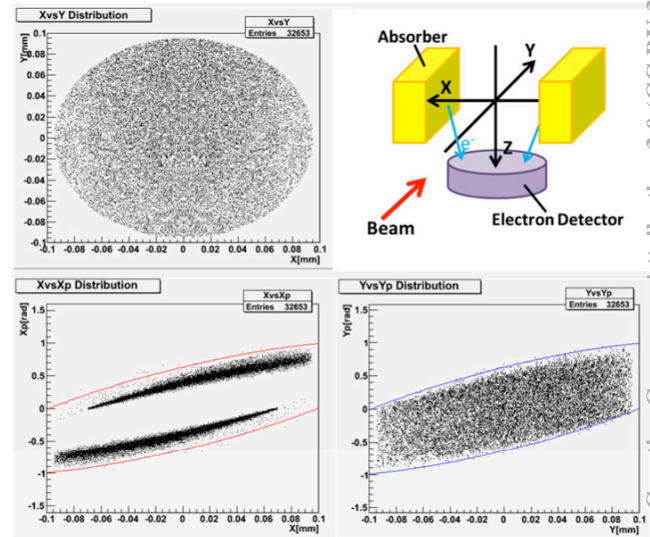 XvsY Distribution
XvsY
Entries 32653
Y[mm]
0.1
0.08
0.06
0.04
0.02
0
-0.02
-0.04
-0.06
-0.08
-0.1
-0.1 -0.08 -0.06 -0.04 -0.02 0 0.02 0.04 0.06 0.08 0.1
X[mm]
Absorber
Y
X
e-
Z
Beam
Electron Detector
XvsXp Distribution
XvsXp
Entries 32653
Xp[rad]
1.5
1
0.5
0
-0.5
-1
-1.5
-0.1 -0.08 -0.06 -0.04 -0.02 0 0.02 0.04 0.06 0.08 0.1
X[mm]
YvsYp Distribution
YvsYp
Entries 32653
Yp[rad]
1.5
1
0.5
0
-0.5
-1
-1.5
-0.1 -0.08 -0.06 -0.04 -0.02 0 0.02 0.04 0.06 0.08 0.1
Y[mm]